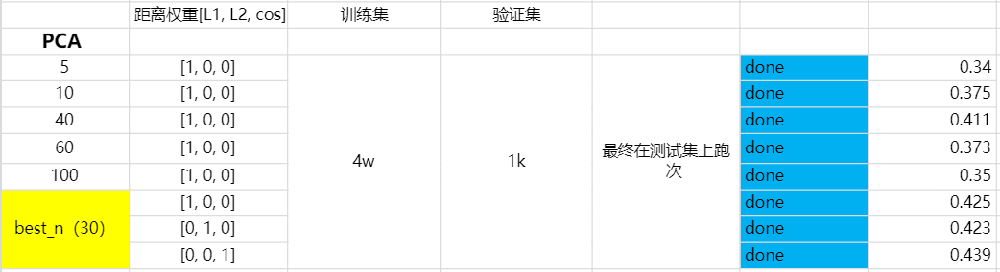 距离权重[L1, L2, cos] 训练集 验证集
PCA
5 [1, 0, 0] done 0.34
10 [1, 0, 0] done 0.375
40 [1, 0, 0] done 0.411
60 [1, 0, 0] done 0.373
4w 1k 最终在测试集上跑
一次
100 [1, 0, 0] done 0.35
[1, 0, 0] done 0.425
best_n（30） [0, 1, 0] done 0.423
[0, 0, 1] done 0.439